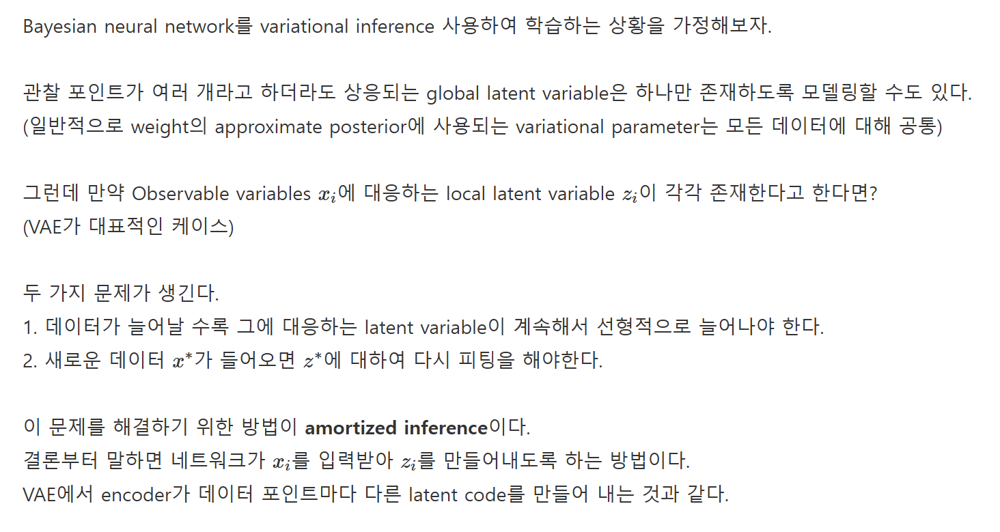 Bayesian neural network를 variational inference 사용하여 학습하는 상황을 가정해보자.
관찰 포인트가 여러 개라고 하더라도 상응되는 global latent variable은 하나만 존재하도록 모델링할 수도 있다.
(일반적으로 weight의 approximate posterior에 사용되는 variational parameter는 모든 데이터에 대해 공통)
그런데 만약 Observable variables $x_i$에 대응하는 local latent variable $z_i$이 각각 존재한다고 한다면?
(VAE가 대표적인 케이스)
두 가지 문제가 생긴다.
1. 데이터가 늘어날 수록 그에 대응하는 latent variable이 계속해서 선형적으로 늘어나야 한다.
2. 새로운 데이터 $x^*$가 들어오면 $z^*$에 대하여 다시 피팅을 해야한다.
이 문제를 해결하기 위한 방법이 amortized inference이다.
결론부터 말하면 네트워크가 $x_i$를 입력받아 $z_i$를 만들어내도록 하는 방법이다.
VAE에서 encoder가 데이터 포인트마다 다른 latent code를 만들어 내는 것과 같다.